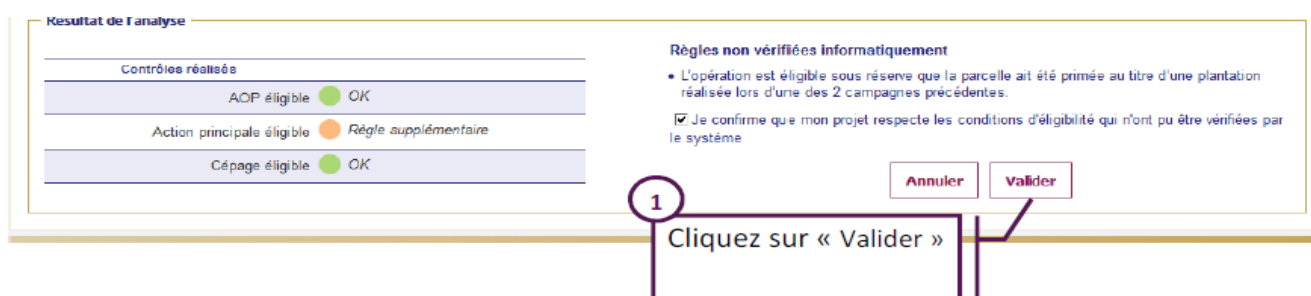 Résultat de l'analyse
Contrôles réalisés
AOP éligible OK
Action principale éligible Règle supplémentaire
Cépage éligible OK
Règles non vérifiées informatiquement
• L'opération est éligible sous réserve que la parcelle ait été primée au titre d'une plantation
réalisée lors d'une des 2 campagnes précédentes.
Je confirme que mon projet respecte les conditions d'éligibilité qui n'ont pu être vérifiées par
le système
Annuler Valider
1
Cliquez sur « Valider »